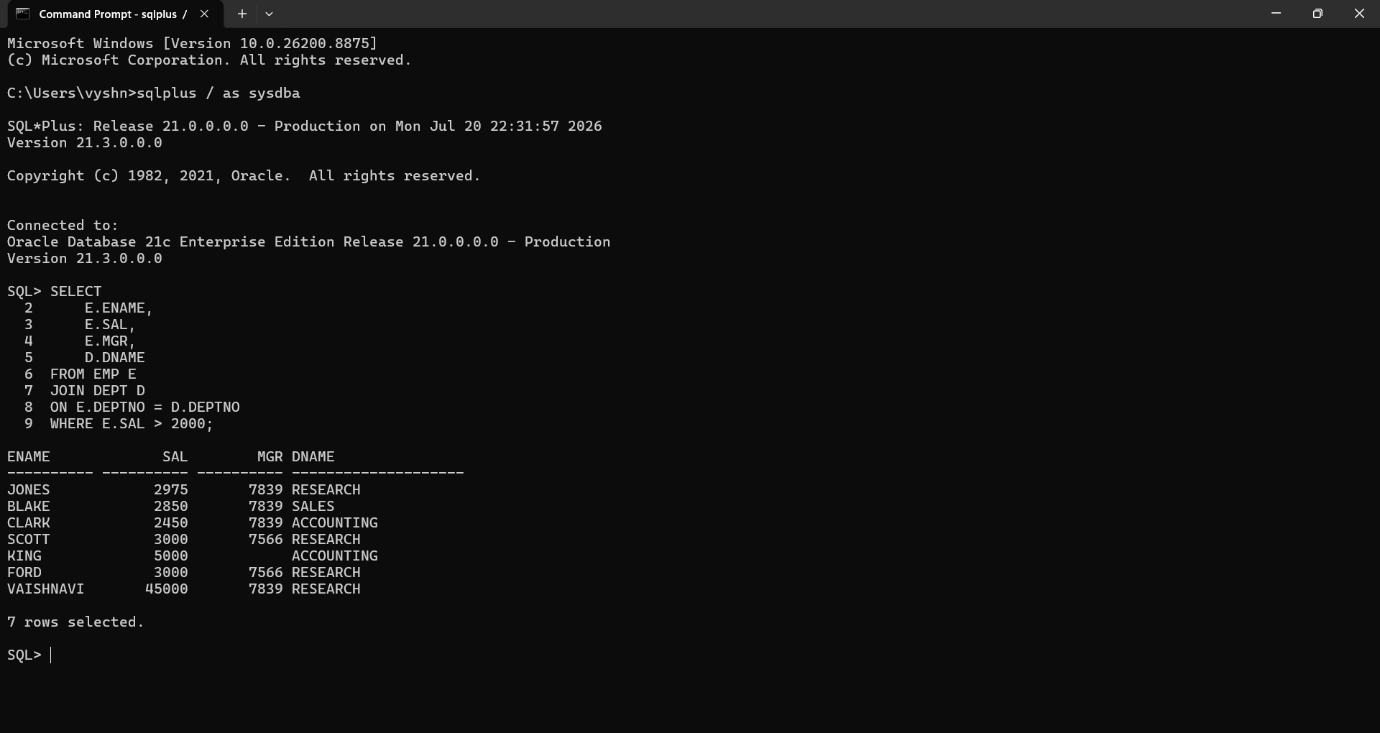 Command Prompt - sqlplus /
Microsoft Windows [Version 10.0.26200.8875]
(c) Microsoft Corporation. All rights reserved.
C:\Users\vyshn>sqlplus / as sysdba
SQL*Plus: Release 21.0.0.0.0 - Production on Mon Jul 20 22:31:57 2026
Version 21.3.0.0.0
Copyright (c) 1982, 2021, Oracle.  All rights reserved.
Connected to:
Oracle Database 21c Enterprise Edition Release 21.0.0.0.0 - Production
Version 21.3.0.0.0
SQL> SELECT
  2      E.ENAME,
  3      E.SAL,
  4      E.MGR,
  5      D.DNAME
  6  FROM EMP E
  7  JOIN DEPT D
  8  ON E.DEPTNO = D.DEPTNO
  9  WHERE E.SAL > 2000;
ENAME             SAL        MGR DNAME
---------- ---------- ---------- --------------------
JONES            2975       7839 RESEARCH
BLAKE            2850       7839 SALES
CLARK            2450       7839 ACCOUNTING
SCOTT            3000       7566 RESEARCH
KING             5000            ACCOUNTING
FORD             3000       7566 RESEARCH
VAISHNAVI       45000       7839 RESEARCH
7 rows selected.
SQL>